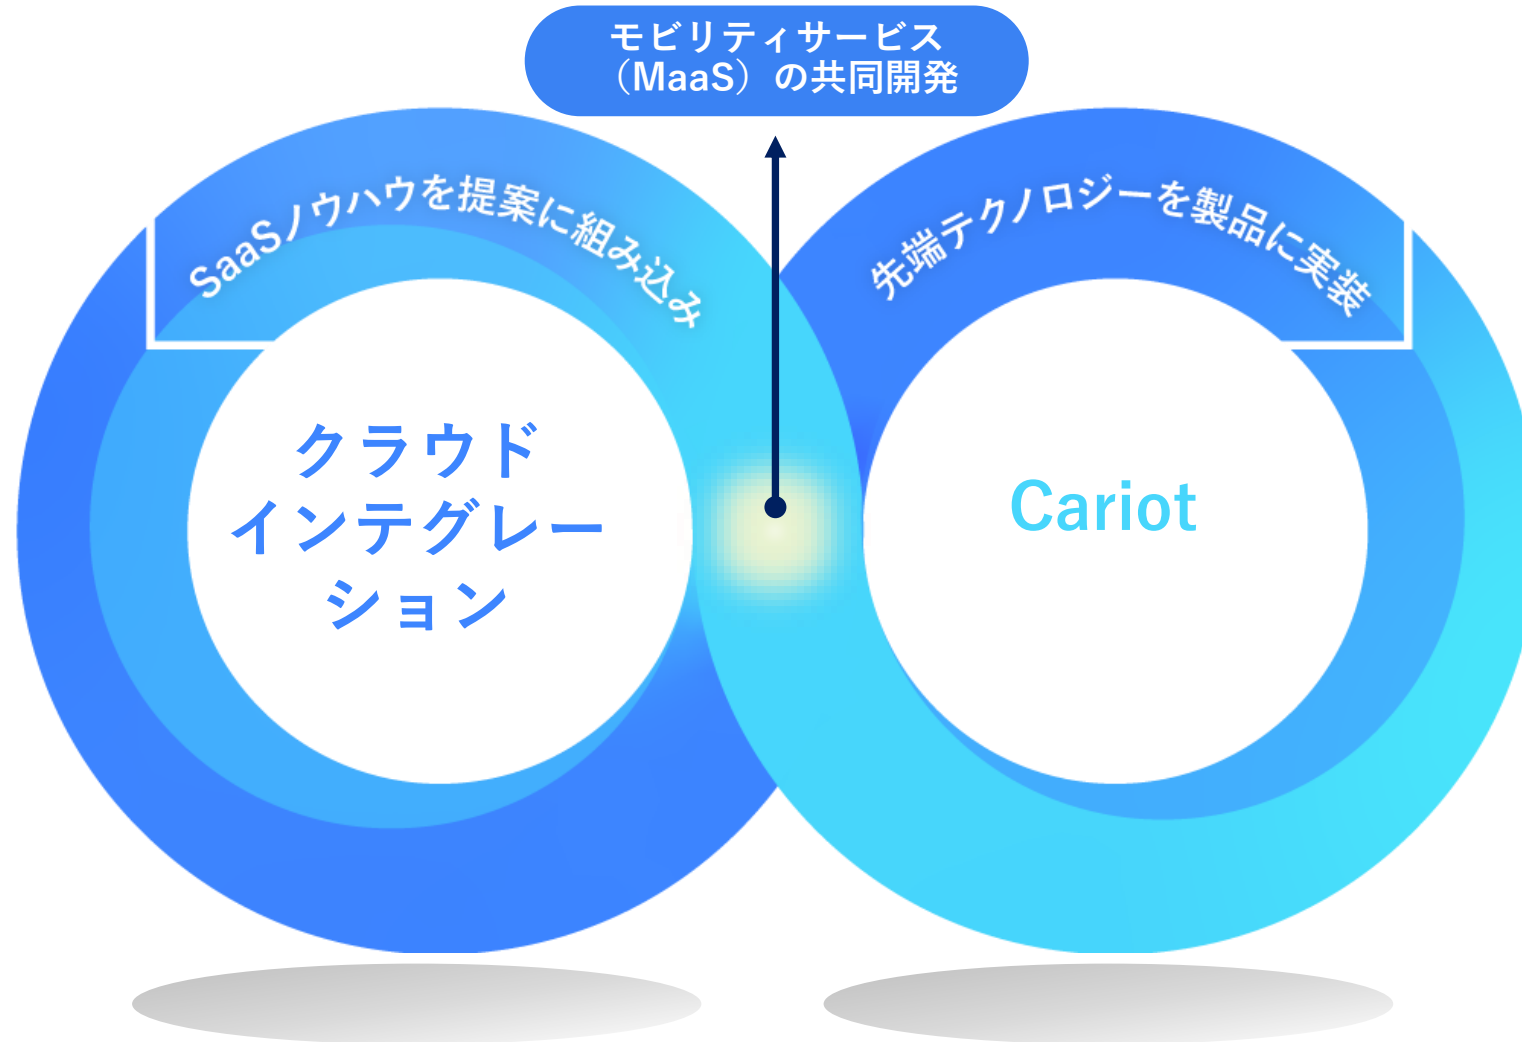 モビリティサービス
（MaaS）の共同開発
SaaSノウハウを提案に組み込み
先端テクノロジーを製品に実装
クラウド
インテグレー
ション
Cariot